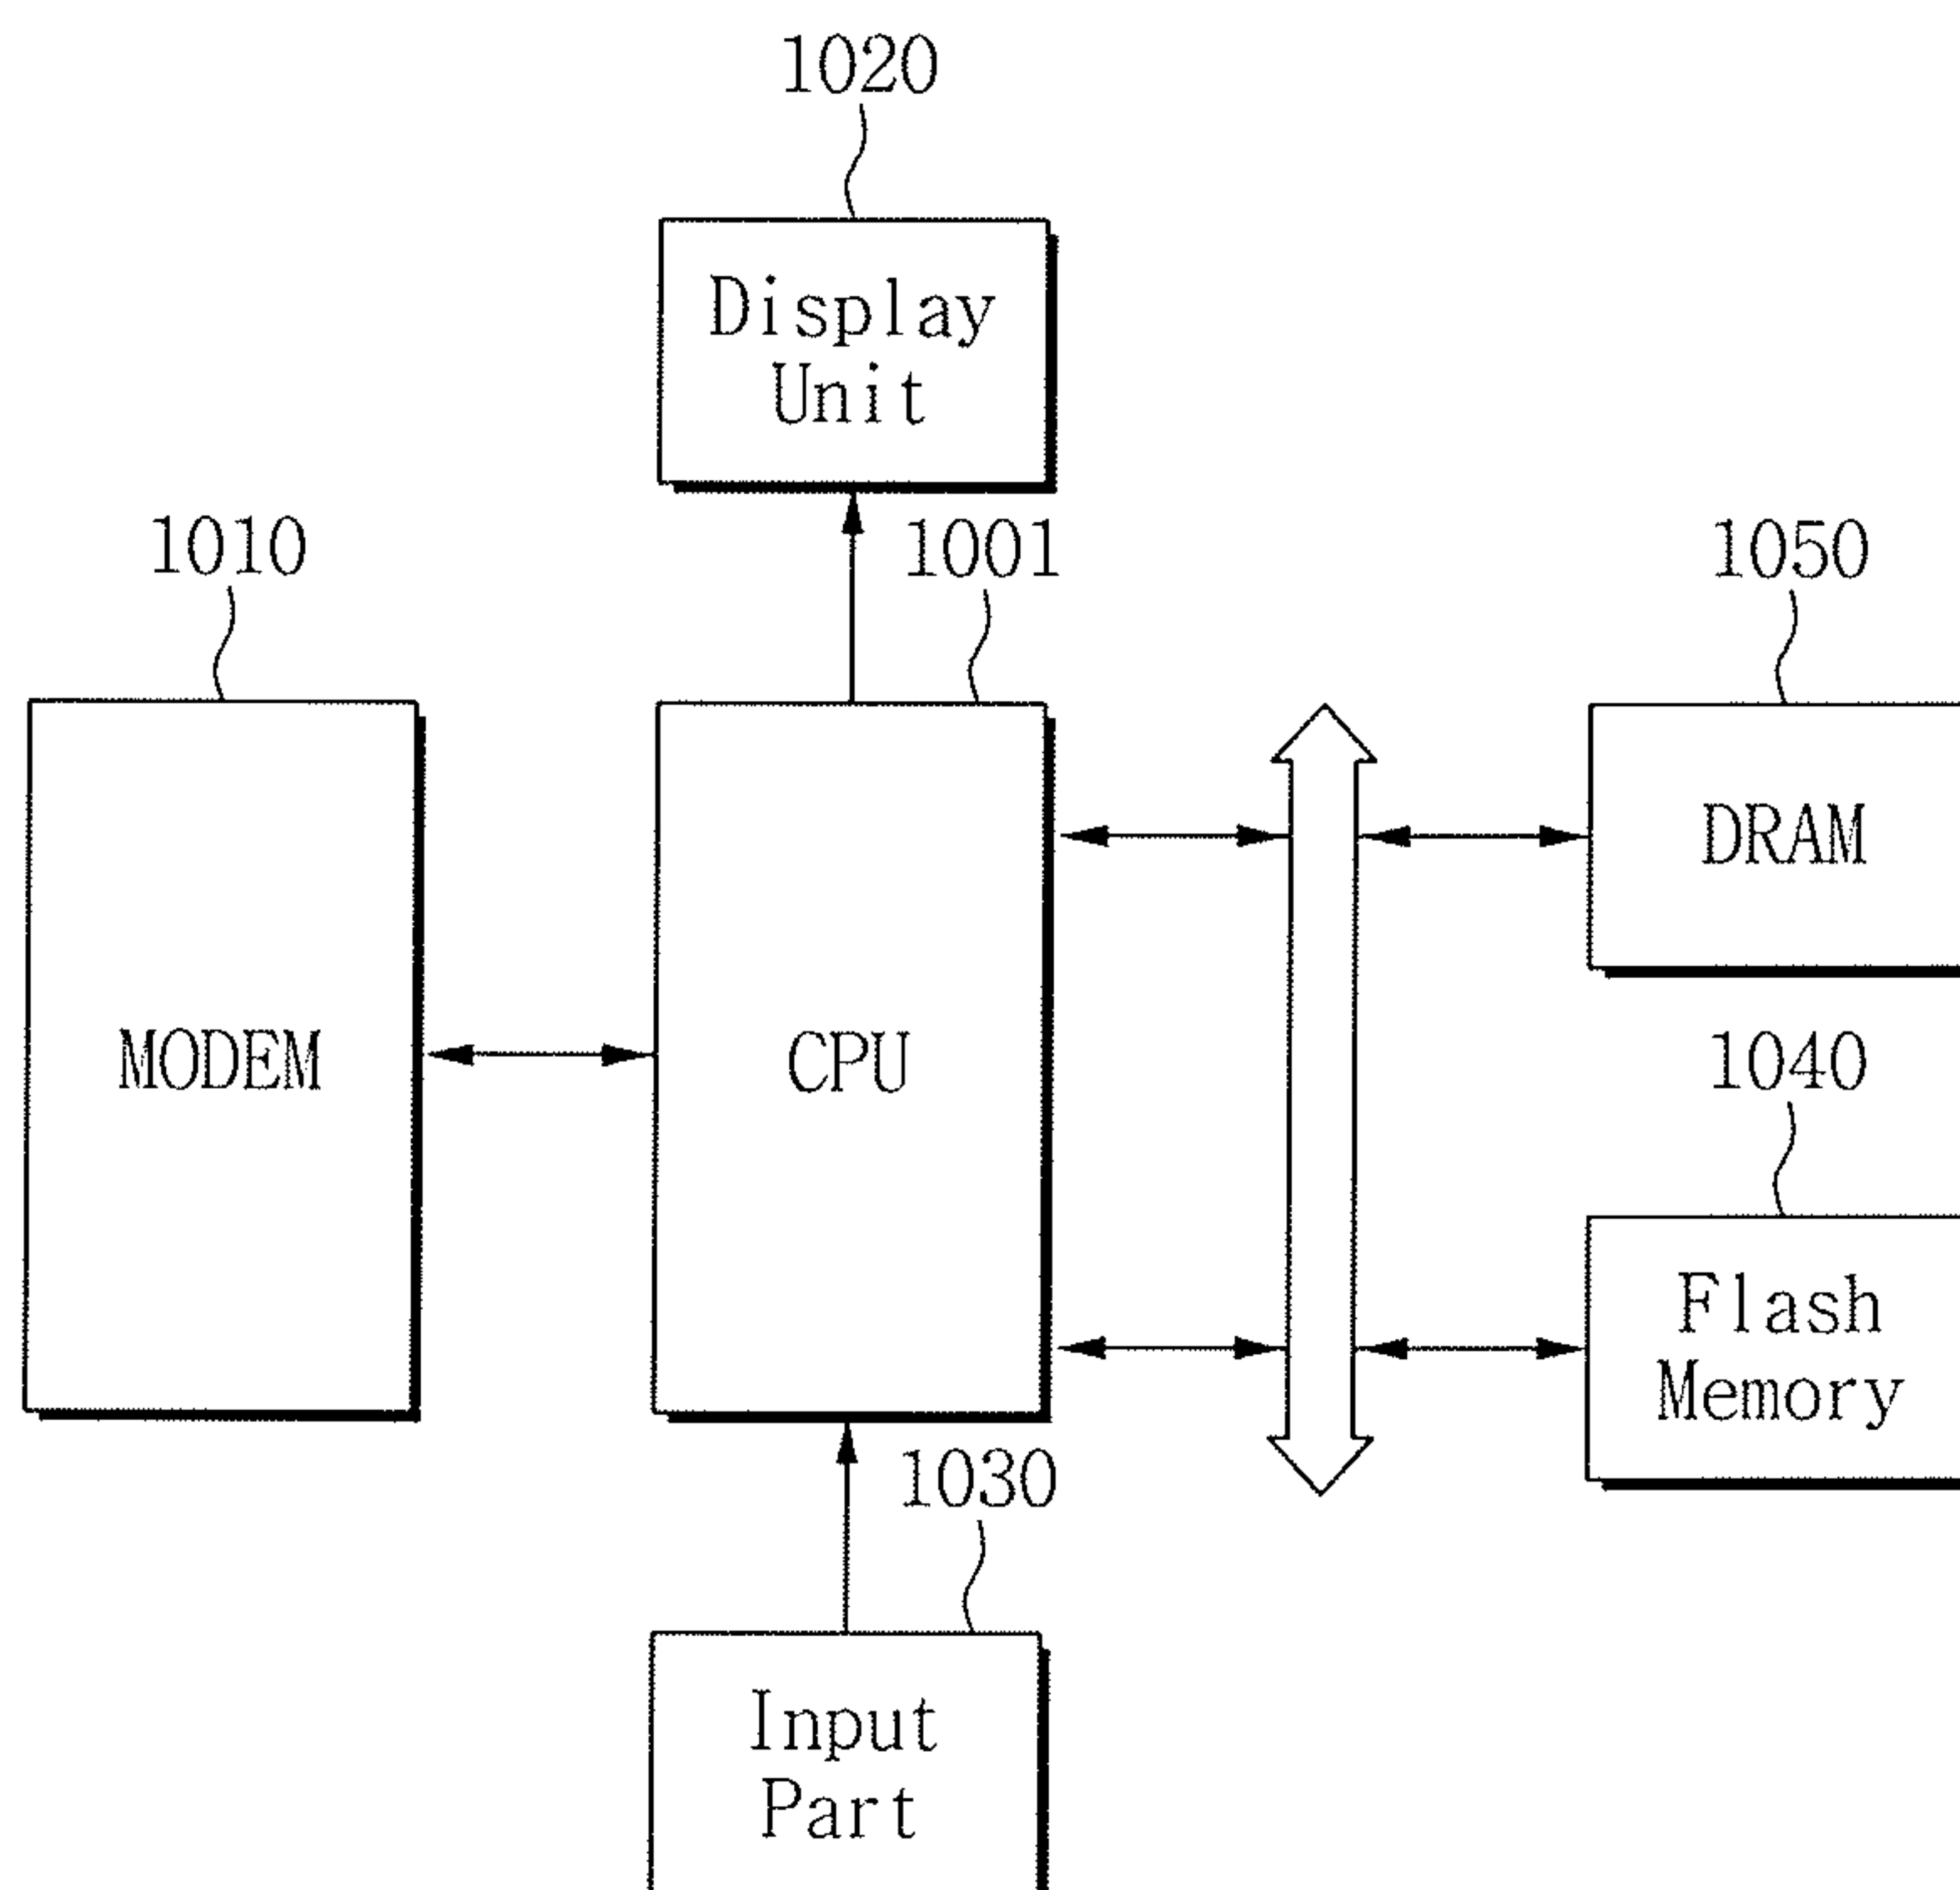 1020
Display
Unit
1010
1001
1050
DRAM
MODEM
CPU
1040
Flash
Memory
1030
Input
Part